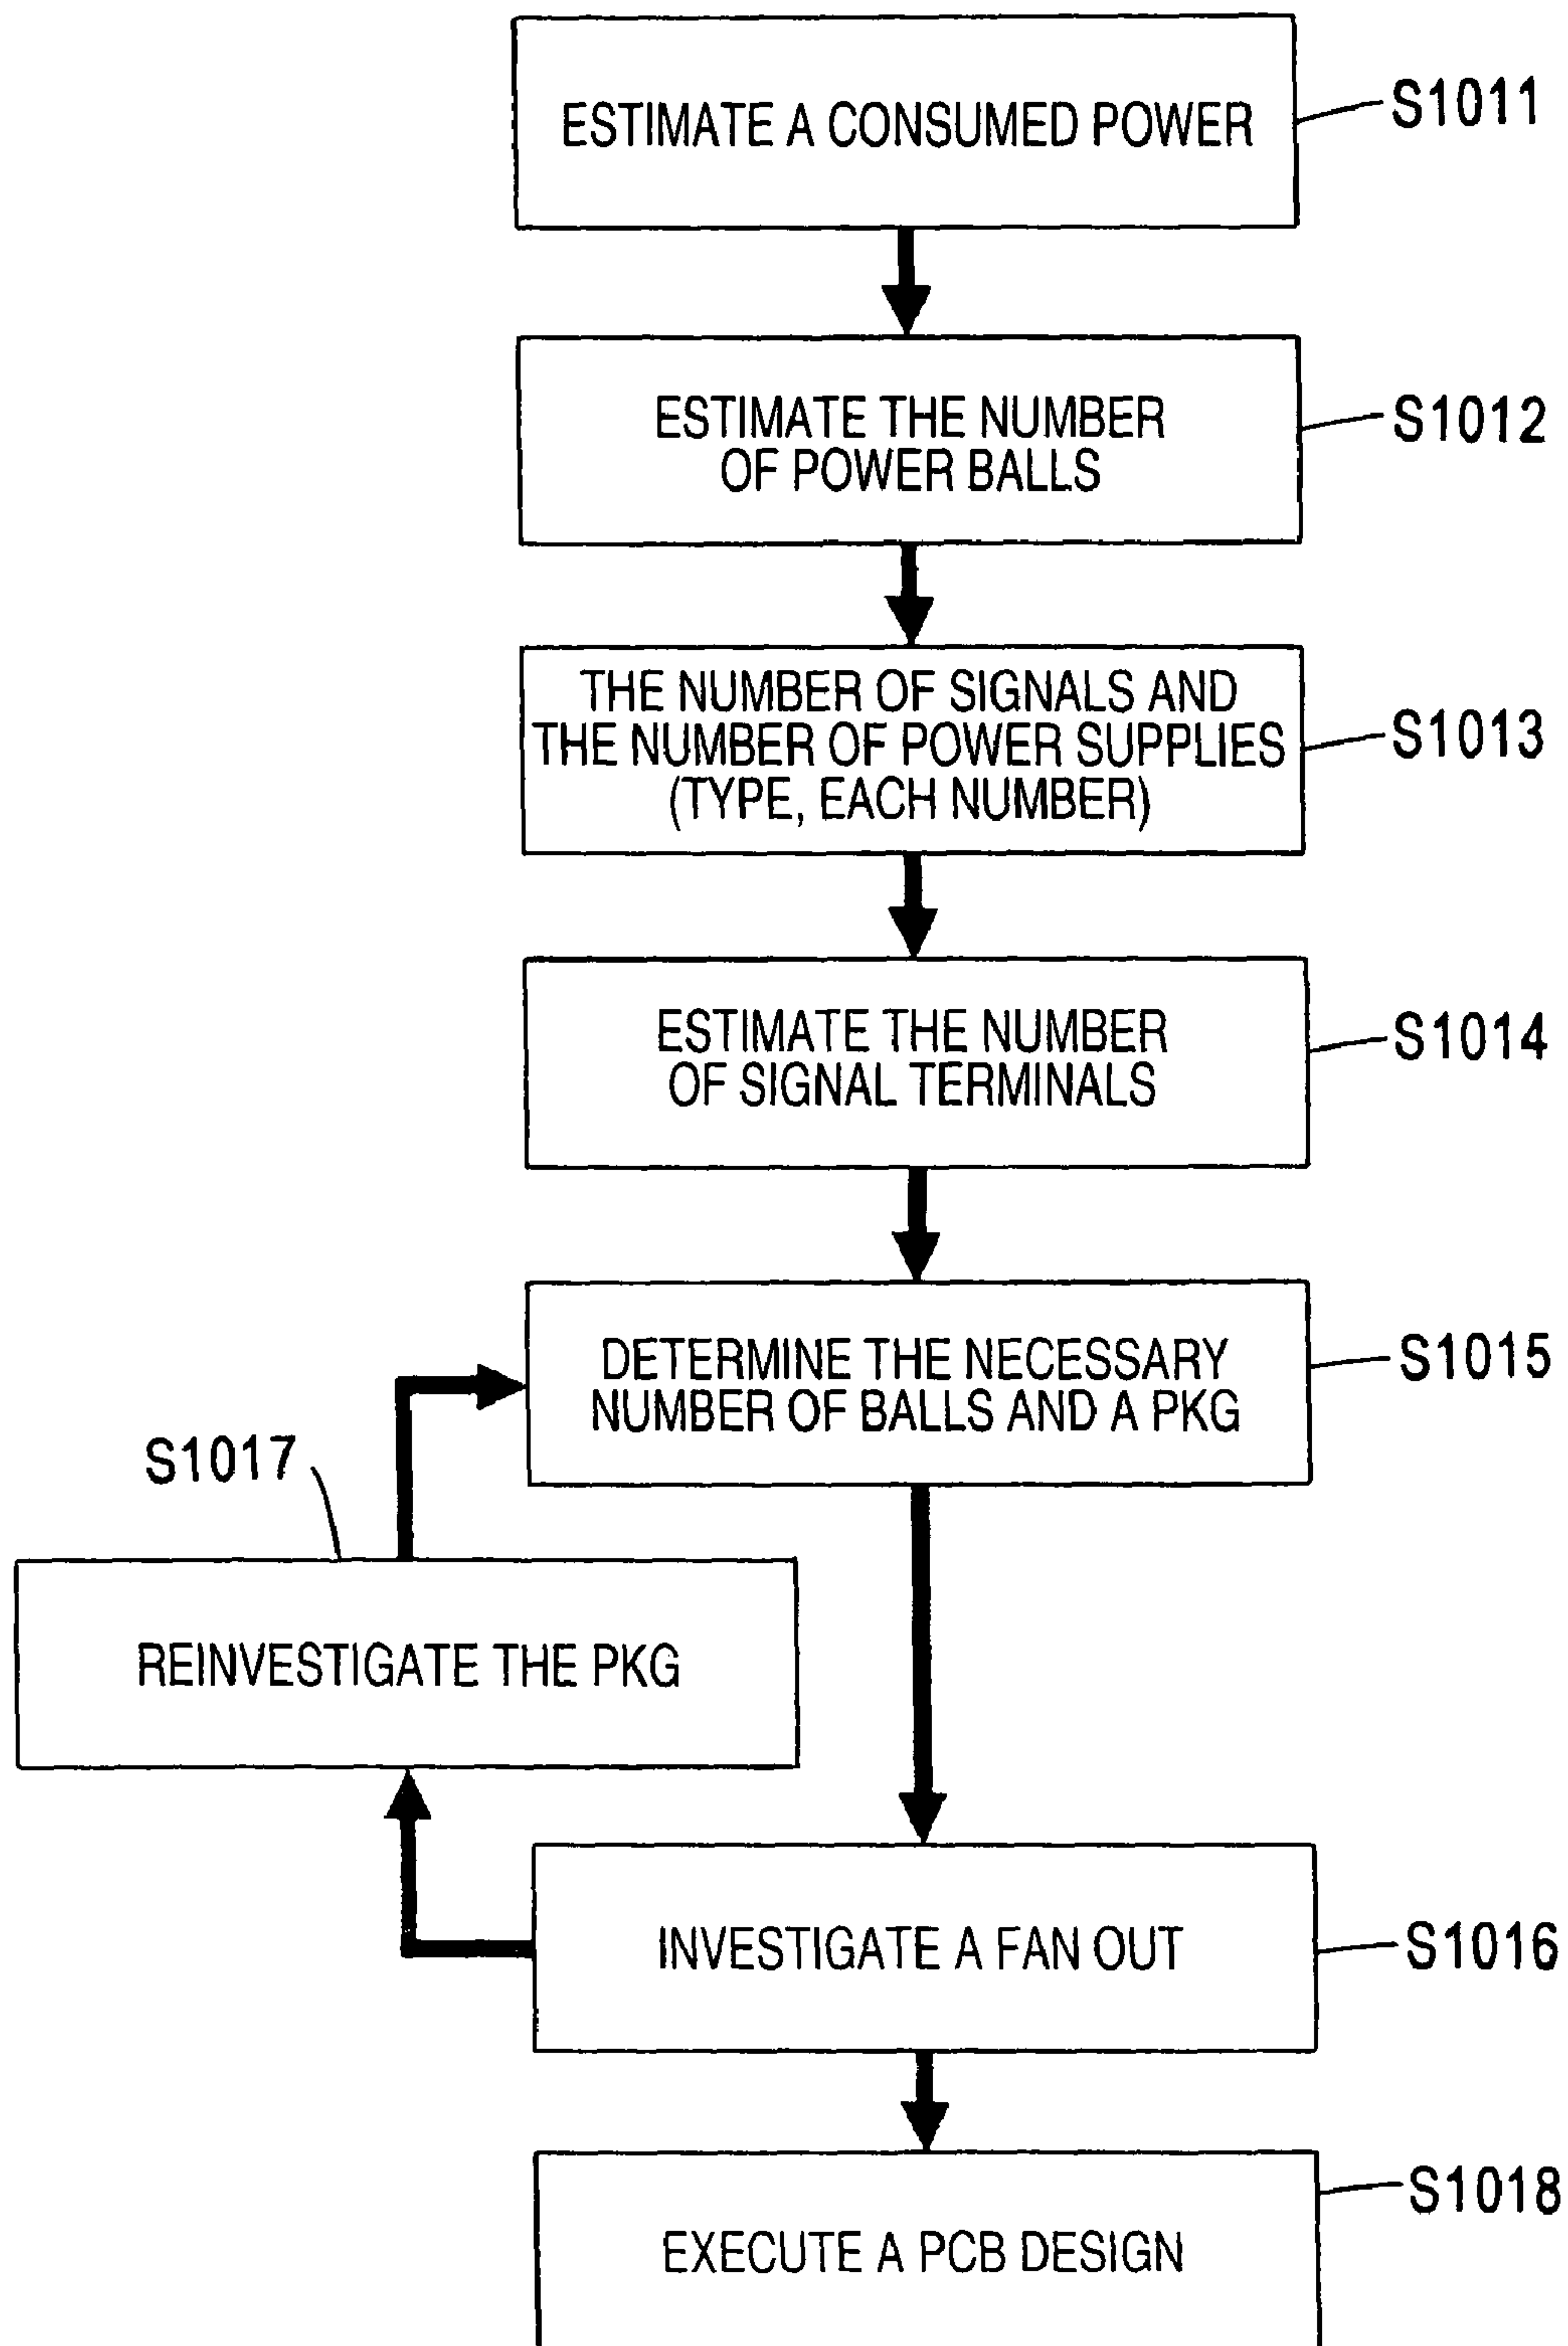 ESTIMATE A CONSUMED POWER
S1011
ESTIMATE THE NUMBER
OF POWER BALLS
S1012
THE NUMBER OF SIGNALS AND
THE NUMBER OF POWER SUPPLIES
(TYPE, EACH NUMBER)
S1013
ESTIMATE THE NUMBER
OF SIGNAL TERMINALS
S1014
DETERMINE THE NECESSARY
NUMBER OF BALLS AND A PKG
S1015
S1017
REINVESTIGATE THE PKG
INVESTIGATE A FAN OUT
S1016
EXECUTE A PCB DESIGN
S1018